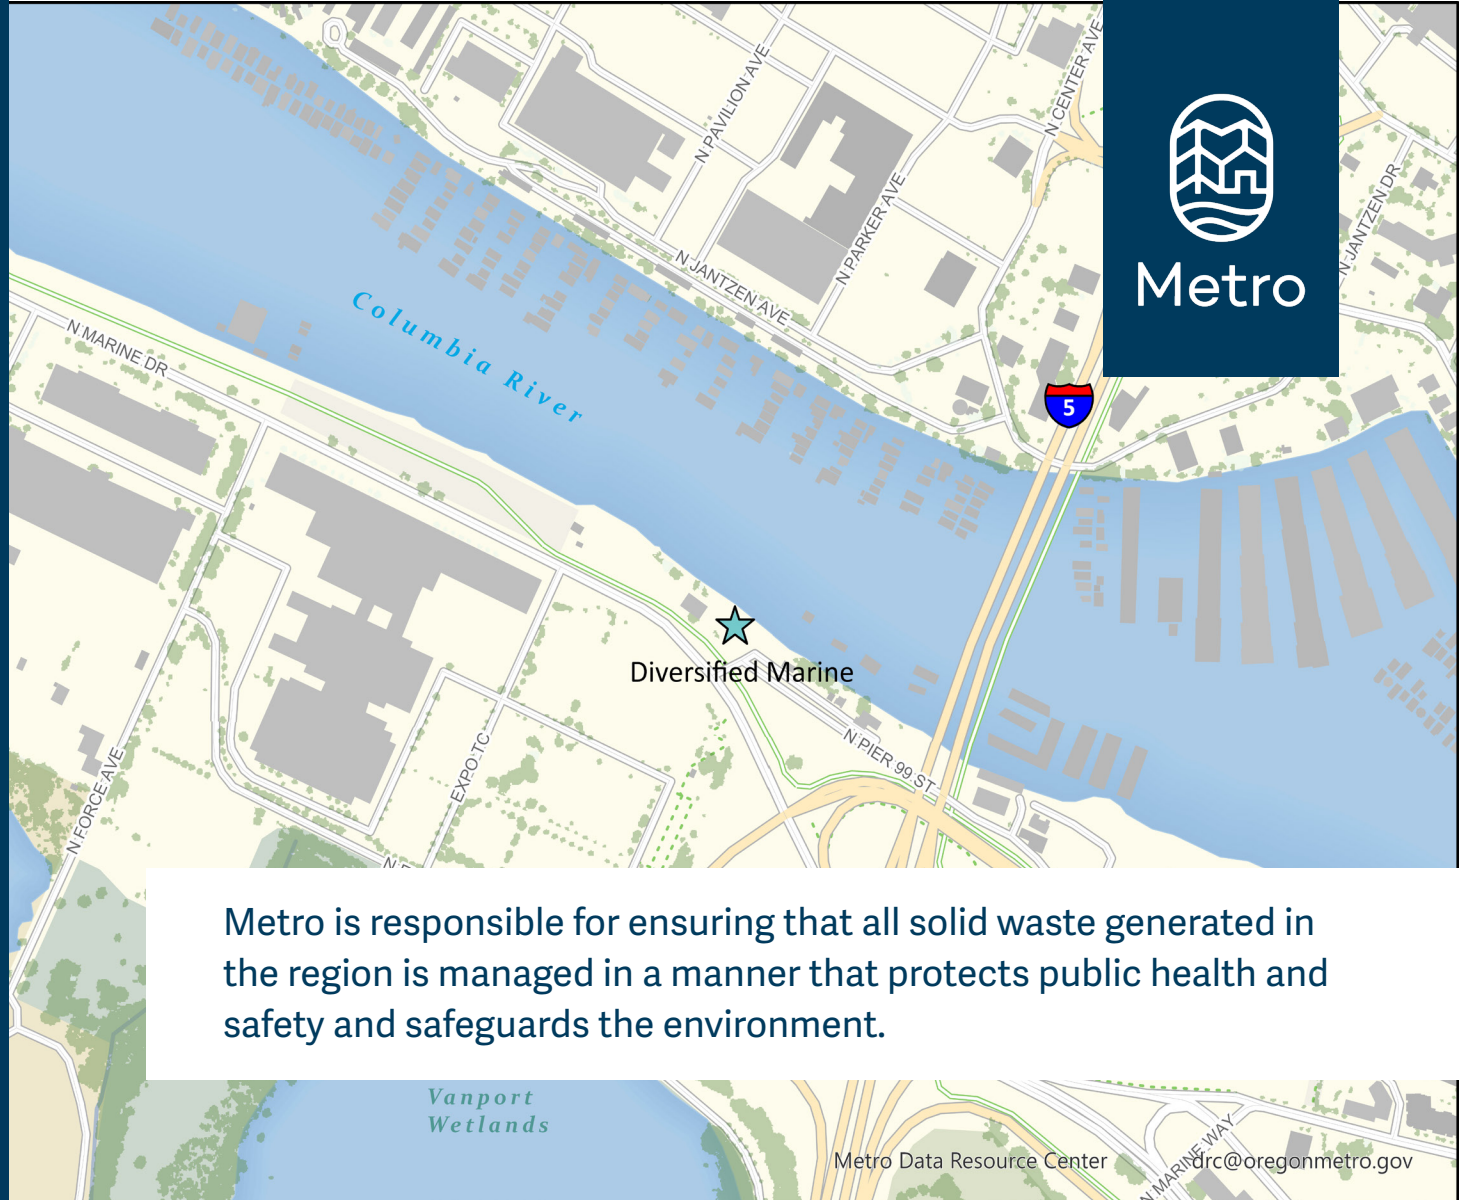 N PAVILION AVE
N CENTER AVE
N PARKER AVE
N JANTZEN DR
N JANTZEN AVE
Metro
Columbia River
N MARINE DR
5
Diversified Marine
N PIER 99 ST
EXPO TC
N FORCE AVE
Metro is responsible for ensuring that all solid waste generated in
the region is managed in a manner that protects public health and
safety and safeguards the environment.
Vanport
Wetlands
N MARINE WAY
Metro Data Resource Center
drc@oregonmetro.gov